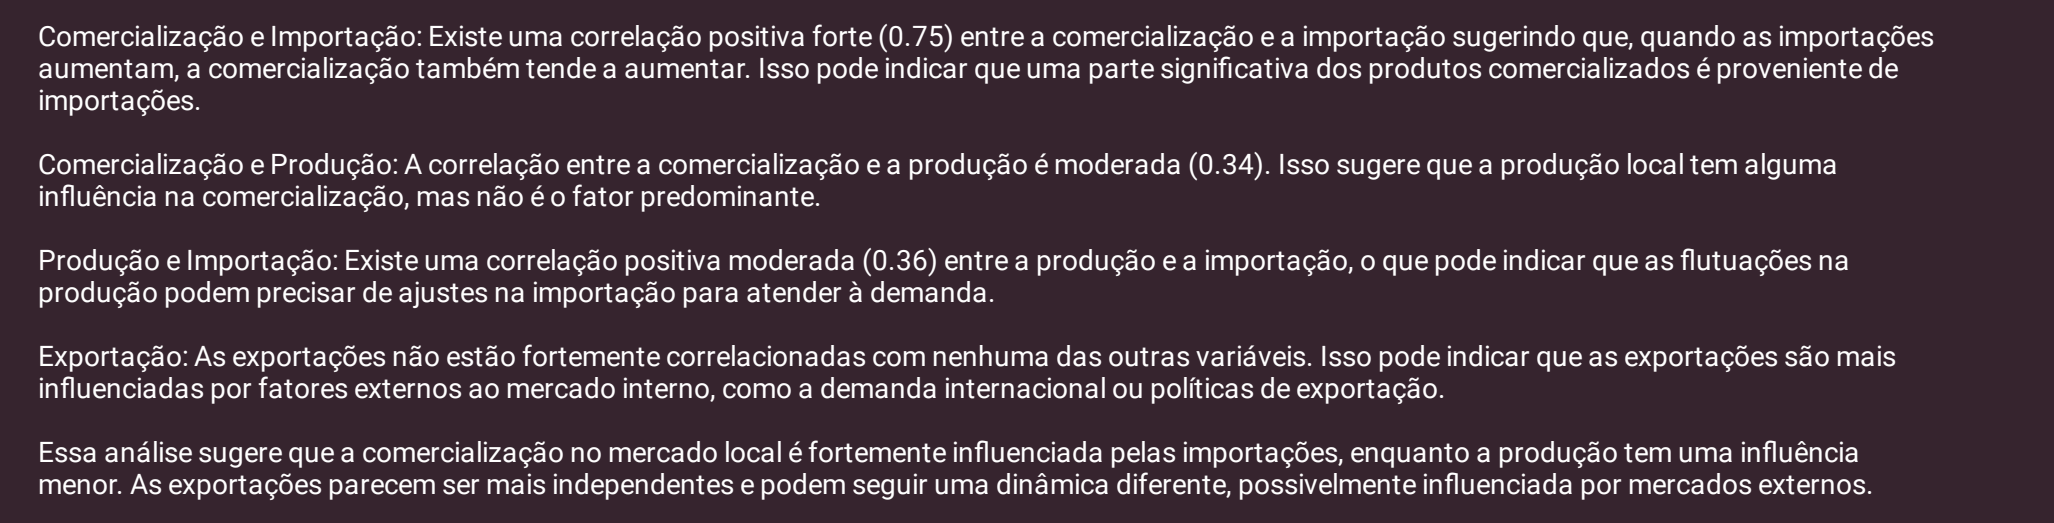 Comercialização e Importação: Existe uma correlação positiva forte (0.75) entre a comercialização e a importação sugerindo que, quando as importações
aumentam, a comercialização também tende a aumentar. Isso pode indicar que uma parte significativa dos produtos comercializados é proveniente de
importações.
Comercialização e Produção: A correlação entre a comercialização e a produção é moderada (0.34). Isso sugere que a produção local tem alguma
influência na comercialização, mas não é o fator predominante.
Produção e Importação: Existe uma correlação positiva moderada (0.36) entre a produção e a importação, o que pode indicar que as flutuações na
produção podem precisar de ajustes na importação para atender à demanda.
Exportação: As exportações não estão fortemente correlacionadas com nenhuma das outras variáveis. Isso pode indicar que as exportações são mais
influenciadas por fatores externos ao mercado interno, como a demanda internacional ou políticas de exportação.
Essa análise sugere que a comercialização no mercado local é fortemente influenciada pelas importações, enquanto a produção tem uma influência
menor. As exportações parecem ser mais independentes e podem seguir uma dinâmica diferente, possivelmente influenciada por mercados externos.